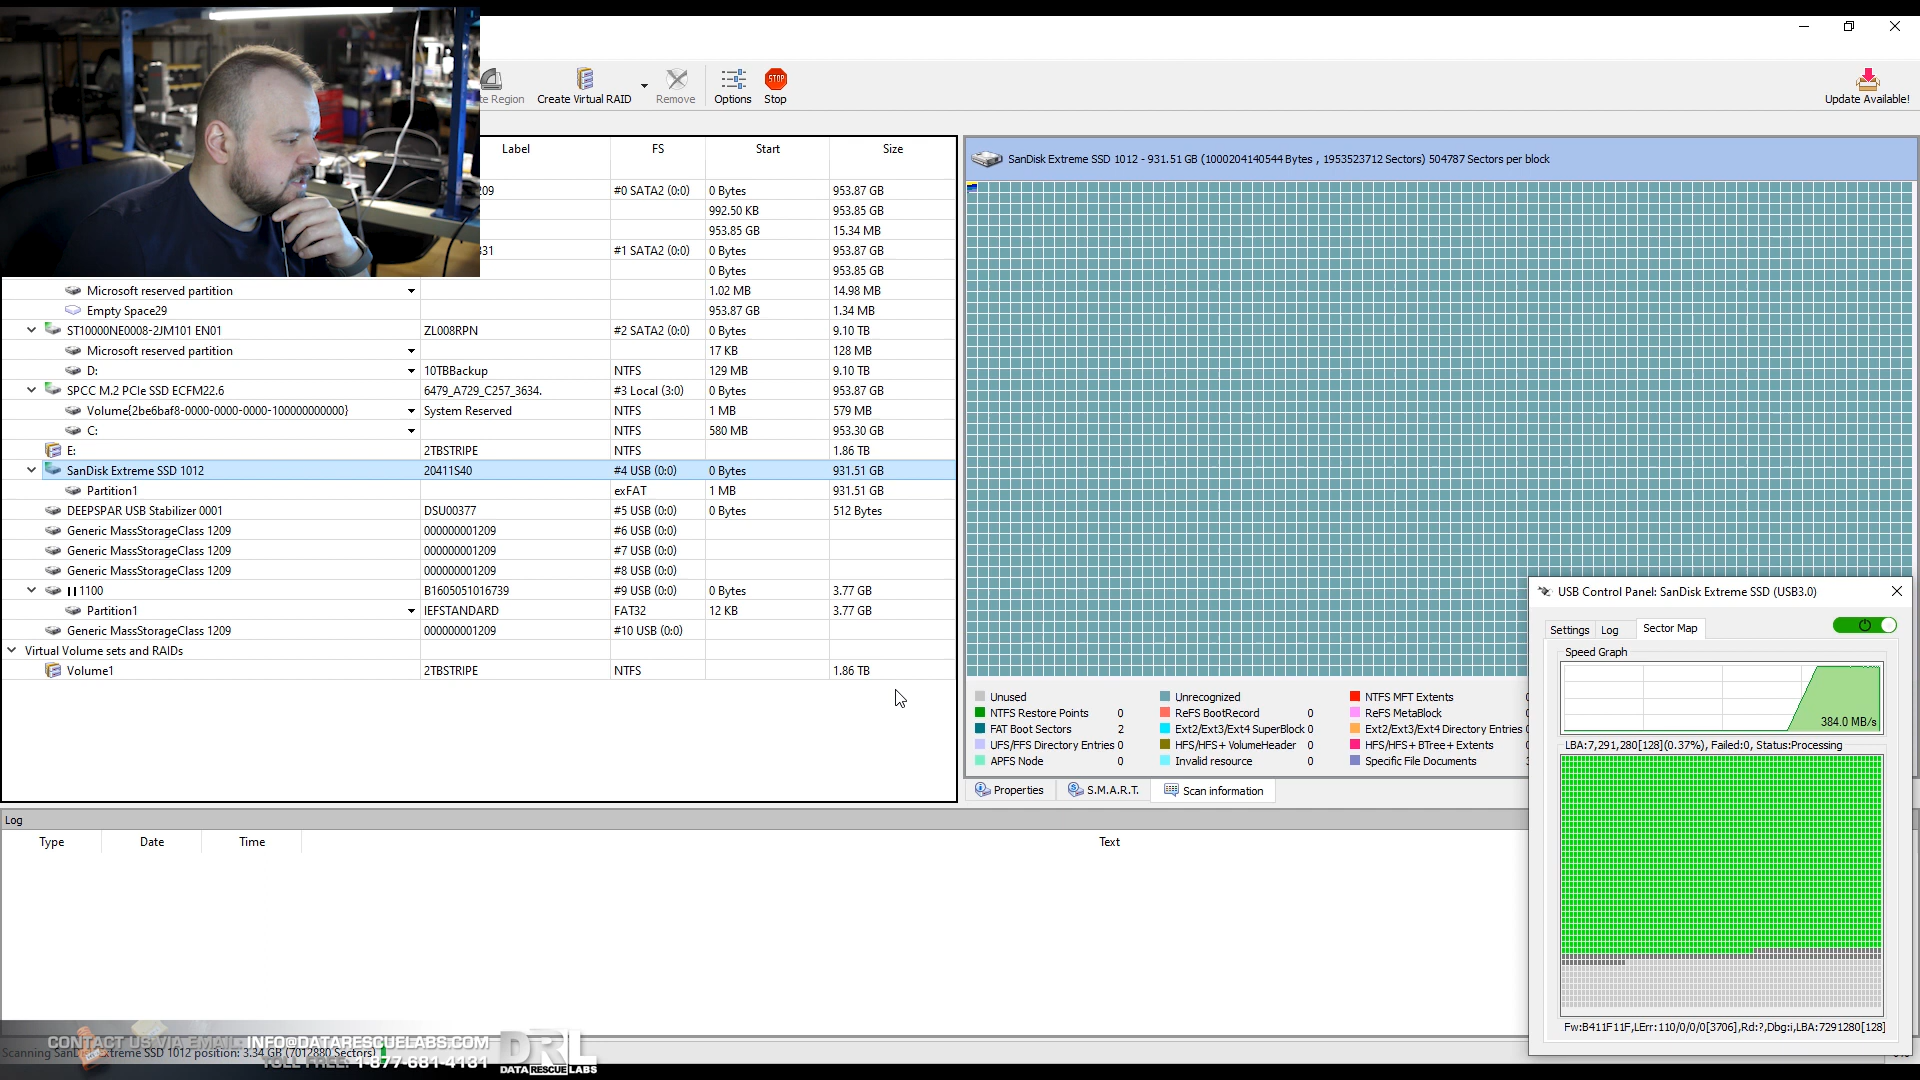 te Region
Create Virtual RAID
Remove
Options
STOP
Stop
Update Available!
Label FS Start Size
SanDisk Extreme SSD 1012 - 931.51 GB (1000204140544 Bytes , 1953523712 Sectors) 504787 Sectors per block
209 #0 SATA2 (0:0) 0 Bytes 953.87 GB
992.50 KB 953.85 GB
953.85 GB 15.34 MB
331 #1 SATA2 (0:0) 0 Bytes 953.87 GB
0 Bytes 953.85 GB
Microsoft reserved partition 1.02 MB 14.98 MB
Empty Space29 953.87 GB 1.34 MB
ST10000NE0008-2JM101 EN01 ZL008RPN #2 SATA2 (0:0) 0 Bytes 9.10 TB
Microsoft reserved partition 17 KB 128 MB
D: 10TBBackup NTFS 129 MB 9.10 TB
SPCC M.2 PCIe SSD ECFM22.6 6479_A729_C257_3634. #3 Local (3:0) 0 Bytes 953.87 GB
Volume{2be6baf8-0000-0000-0000-100000000000} System Reserved NTFS 1 MB 579 MB
C: NTFS 580 MB 953.30 GB
E: 2TBSTRIPE NTFS 1.86 TB
SanDisk Extreme SSD 1012 20411S40 #4 USB (0:0) 0 Bytes 931.51 GB
Partition1 exFAT 1 MB 931.51 GB
DEEPSPAR USB Stabilizer 0001 DSU00377 #5 USB (0:0) 0 Bytes 512 Bytes
Generic MassStorageClass 1209 000000001209 #6 USB (0:0)
Generic MassStorageClass 1209 000000001209 #7 USB (0:0)
Generic MassStorageClass 1209 000000001209 #8 USB (0:0)
1100 B1605051016739 #9 USB (0:0) 0 Bytes 3.77 GB
Partition1 IEFSTANDARD FAT32 12 KB 3.77 GB
Generic MassStorageClass 1209 000000001209 #10 USB (0:0)
Virtual Volume sets and RAIDs
Volume1 2TBSTRIPE NTFS 1.86 TB
Unused Unrecognized NTFS MFT Extents
NTFS Restore Points 0 ReFS BootRecord 0 ReFS MetaBlock
FAT Boot Sectors 2 Ext2/Ext3/Ext4 SuperBlock 0 Ext2/Ext3/Ext4 Directory Entries
UFS/FFS Directory Entries 0 HFS/HFS+ VolumeHeader 0 HFS/HFS+ BTree+ Extents
APFS Node 0 Invalid resource 0 Specific File Documents
Properties S.M.A.R.T. Scan information
USB Control Panel: SanDisk Extreme SSD (USB3.0)
Settings Log Sector Map
Speed Graph
384.0 MB/s
LBA:7,291,280[128](0.37%), Failed:0, Status:Processing
Fw:B411F11F,LErr:110/0/0/0[3706],Rd:?,Dbg:i,LBA:7291280[128]
Log
Type Date Time Text
CONTACT US VIA EMAIL: INFO@DATARESCUELABS.COM
TOLL FREE: 1-877-681-4131
DRL
DATA RESCUE LABS
Scanning SanDisk Extreme SSD 1012 position: 3.34 GB (7012880 Sectors)